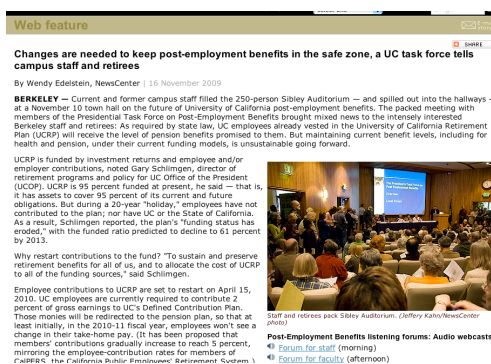 Web feature
SHARE
Changes are needed to keep post-employment benefits in the safe zone, a UC task force tells
campus staff and retirees
By Wendy Edelstein, NewsCenter | 16 November 2009
BERKELEY — Current and former campus staff filled the 250-person Sibley Auditorium — and spilled out into the hallways -
at a November 10 town hall on the future of University of California post-employment benefits. The packed meeting with
members of the Presidential Task Force on Post-Employment Benefits brought mixed news to the intensely interested
Berkeley staff and retirees: As required by state law, UC employees already vested in the University of California Retirement
Plan (UCRP) will receive the level of pension benefits promised to them. But maintaining current benefit levels, including for
health and pension, under their current funding models, is unsustainable going forward.
UCRP is funded by investment returns and employee and/or
employer contributions, noted Gary Schlimgen, director of
retirement programs and policy for UC Office of the President
(UCOP). UCRP is 95 percent funded at present, he said — that is,
it has assets to cover 95 percent of its current and future
obligations. But during a 20-year "holiday," employees have not
contributed to the plan; nor have UC or the State of California.
As a result, Schlimgen reported, the plan's "funding status has
eroded," with the funded ratio predicted to decline to 61 percent
by 2013.
Why restart contributions to the fund? "To sustain and preserve
retirement benefits for all of us, and to allocate the cost of UCRP
to all of the funding sources," said Schlimgen.
Employee contributions to UCRP are set to restart on April 15,
2010. UC employees are currently required to contribute 2
percent of gross earnings to UC's Defined Contribution Plan.
Those monies will be redirected to the pension plan, so that at
least initially, in the 2010-11 fiscal year, employees won't see a
change in their take-home pay. (It has been proposed that
members' contributions gradually increase to reach 5 percent,
mirroring the employee-contribution rates for members of
CalPERS, the California Public Employees' Retirement System.)
Staff and retirees pack Sibley Auditorium. (Jeffery Kahn/NewsCenter
photo)
Post-Employment Benefits listening forums: Audio webcasts
Forum for staff (morning)
Forum for faculty (afternoon)